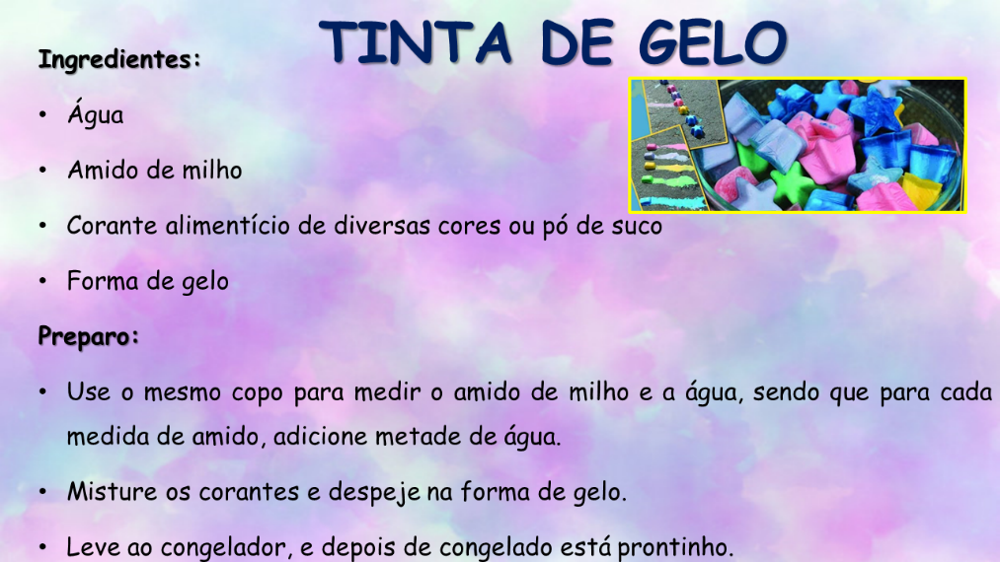 TINTA DE GELO
Ingredientes:
• Água
• Amido de milho
• Corante alimentício de diversas cores ou pó de suco
• Forma de gelo
Preparo:
• Use o mesmo copo para medir o amido de milho e a água, sendo que para cada
medida de amido, adicione metade de água.
• Misture os corantes e despeje na forma de gelo.
• Leve ao congelador, e depois de congelado está prontinho.